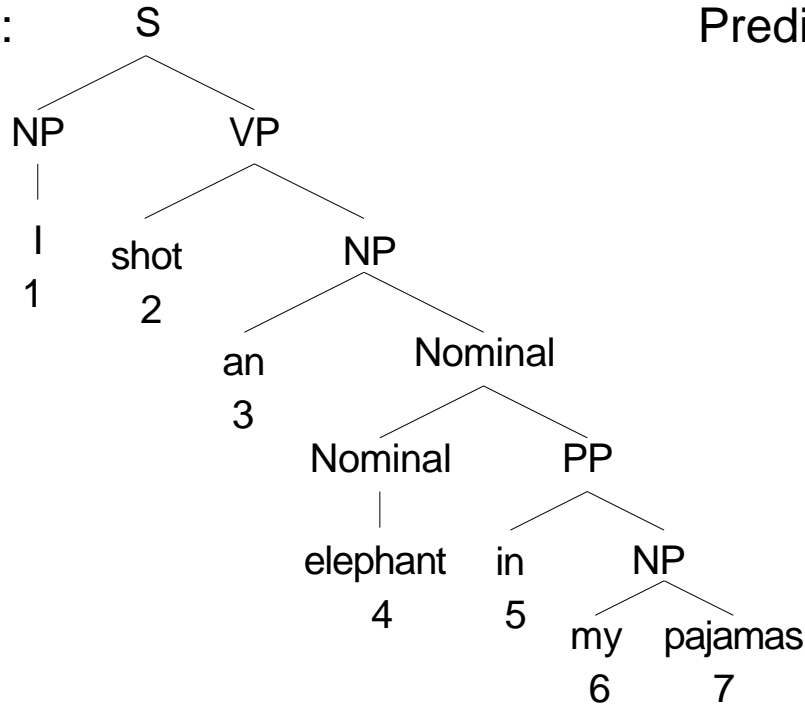 : S Predi
NP VP
I shot NP
1 2
an Nominal
3
Nominal PP
elephant in NP
4 5
my pajamas
6 7